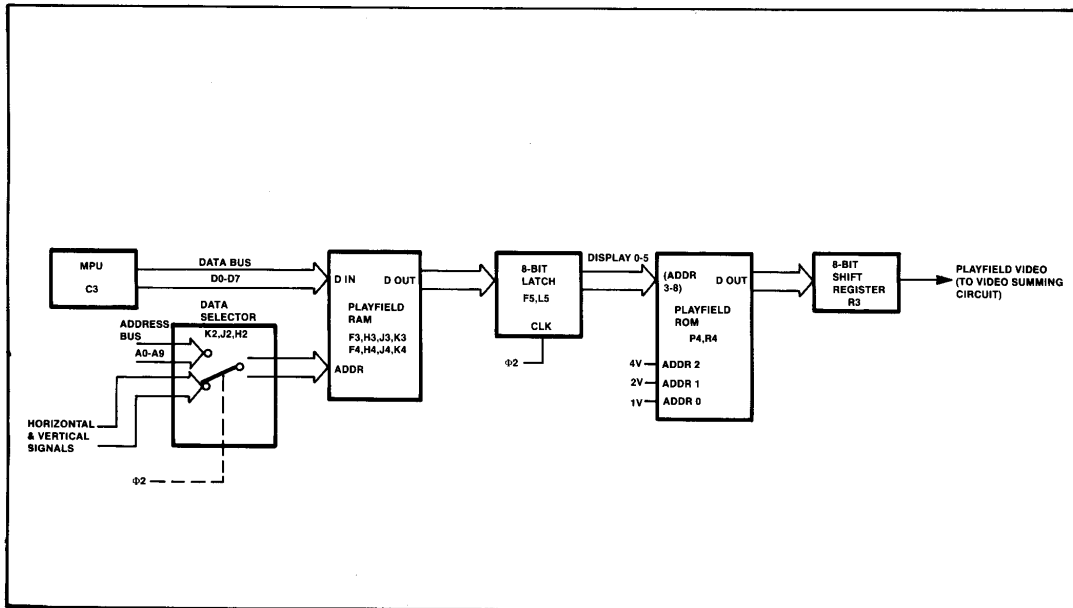 MPU
C3
DATA BUS
D0-D7
DATA
SELECTOR
K2,J2,H2
ADDRESS
BUS
A0-A9
HORIZONTAL
& VERTICAL
SIGNALS
Φ2
D IN
D OUT
PLAYFIELD
RAM
F3,H3,J3,K3
F4,H4,J4,K4
ADDR
8-BIT
LATCH
F5,L5
CLK
Φ2
DISPLAY 0-5
(ADDR
3-8)
D OUT
PLAYFIELD
ROM
P4,R4
4V
ADDR 2
2V
ADDR 1
1V
ADDR 0
8-BIT
SHIFT
REGISTER
R3
PLAYFIELD VIDEO
(TO VIDEO SUMMING
CIRCUIT)